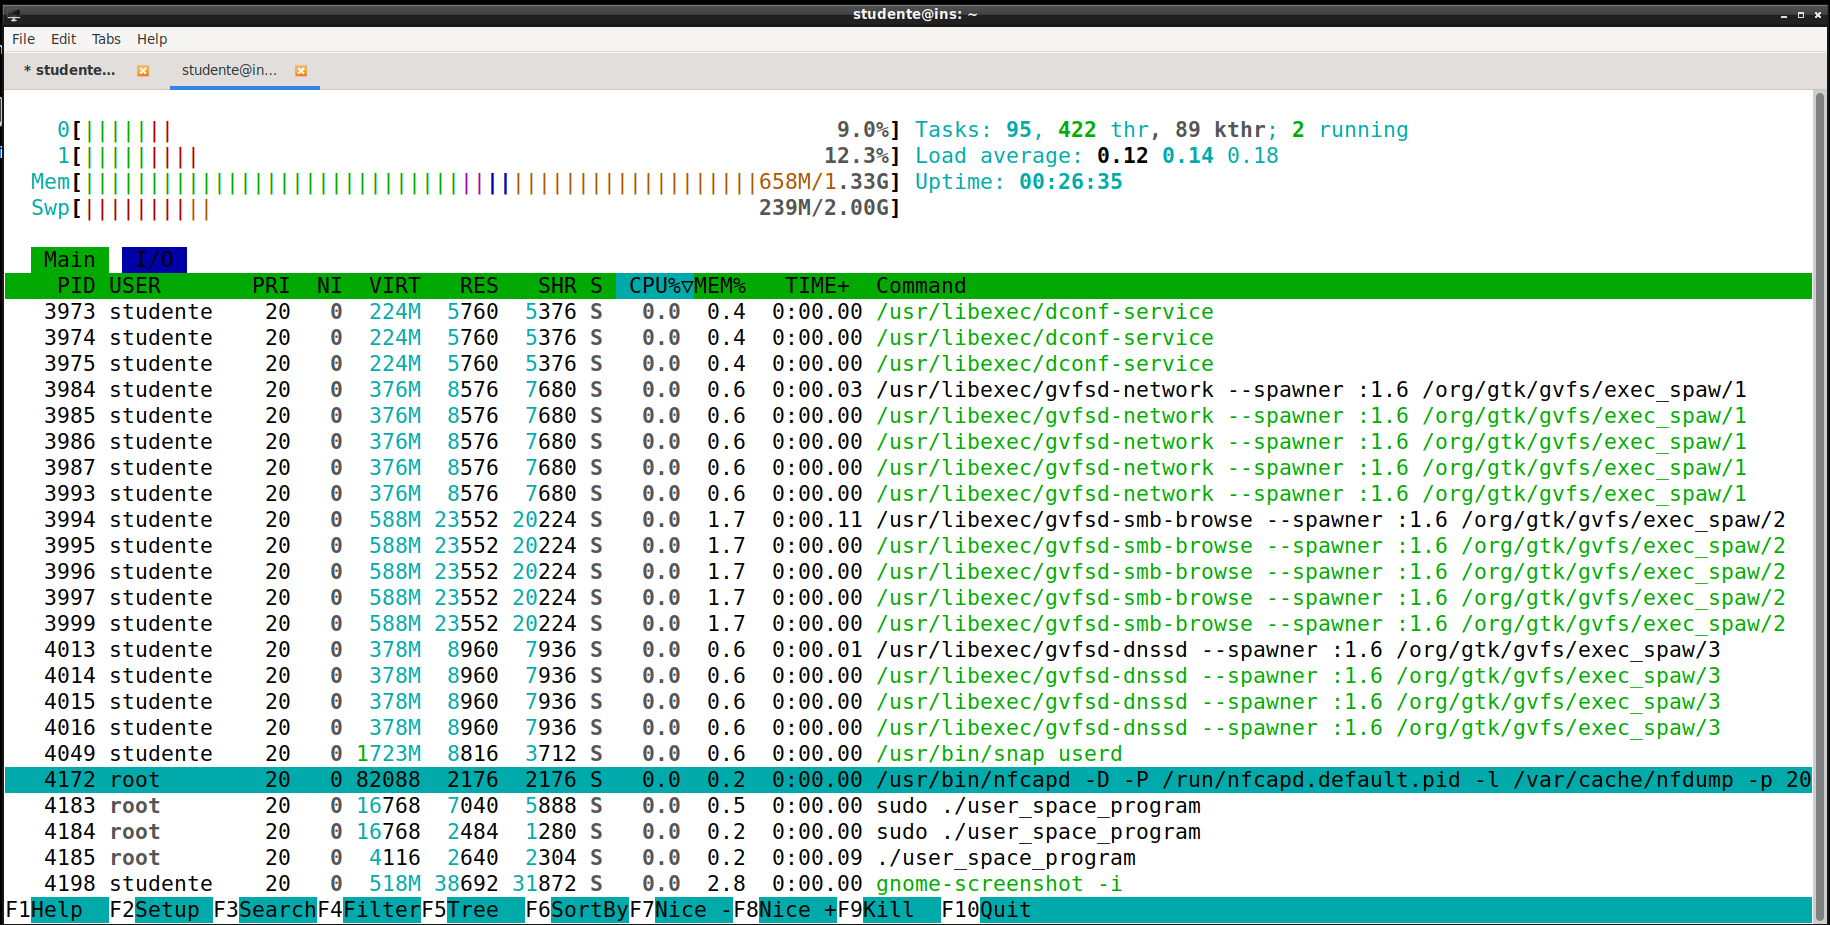 studente@ins: ~
File Edit Tabs Help
* studente... studente@in...
0[||||||| 9.0%] Tasks: 95, 422 thr, 89 kthr; 2 running
1[||||||||| 12.3%] Load average: 0.12 0.14 0.18
Mem[||||||||||||||||||||||||||||||||||||||||||||||||||||658M/1.33G] Uptime: 00:26:35
Swp[|||||||||| 239M/2.00G]
Main I/O
PID USER PRI NI VIRT RES SHR S CPU%▽MEM% TIME+ Command
3973 studente 20 0 224M 5760 5376 S 0.0 0.4 0:00.00 /usr/libexec/dconf-service
3974 studente 20 0 224M 5760 5376 S 0.0 0.4 0:00.00 /usr/libexec/dconf-service
3975 studente 20 0 224M 5760 5376 S 0.0 0.4 0:00.00 /usr/libexec/dconf-service
3984 studente 20 0 376M 8576 7680 S 0.0 0.6 0:00.03 /usr/libexec/gvfsd-network --spawner :1.6 /org/gtk/gvfs/exec_spaw/1
3985 studente 20 0 376M 8576 7680 S 0.0 0.6 0:00.00 /usr/libexec/gvfsd-network --spawner :1.6 /org/gtk/gvfs/exec_spaw/1
3986 studente 20 0 376M 8576 7680 S 0.0 0.6 0:00.00 /usr/libexec/gvfsd-network --spawner :1.6 /org/gtk/gvfs/exec_spaw/1
3987 studente 20 0 376M 8576 7680 S 0.0 0.6 0:00.00 /usr/libexec/gvfsd-network --spawner :1.6 /org/gtk/gvfs/exec_spaw/1
3993 studente 20 0 376M 8576 7680 S 0.0 0.6 0:00.00 /usr/libexec/gvfsd-network --spawner :1.6 /org/gtk/gvfs/exec_spaw/1
3994 studente 20 0 588M 23552 20224 S 0.0 1.7 0:00.11 /usr/libexec/gvfsd-smb-browse --spawner :1.6 /org/gtk/gvfs/exec_spaw/2
3995 studente 20 0 588M 23552 20224 S 0.0 1.7 0:00.00 /usr/libexec/gvfsd-smb-browse --spawner :1.6 /org/gtk/gvfs/exec_spaw/2
3996 studente 20 0 588M 23552 20224 S 0.0 1.7 0:00.00 /usr/libexec/gvfsd-smb-browse --spawner :1.6 /org/gtk/gvfs/exec_spaw/2
3997 studente 20 0 588M 23552 20224 S 0.0 1.7 0:00.00 /usr/libexec/gvfsd-smb-browse --spawner :1.6 /org/gtk/gvfs/exec_spaw/2
3999 studente 20 0 588M 23552 20224 S 0.0 1.7 0:00.00 /usr/libexec/gvfsd-smb-browse --spawner :1.6 /org/gtk/gvfs/exec_spaw/2
4013 studente 20 0 378M 8960 7936 S 0.0 0.6 0:00.01 /usr/libexec/gvfsd-dnssd --spawner :1.6 /org/gtk/gvfs/exec_spaw/3
4014 studente 20 0 378M 8960 7936 S 0.0 0.6 0:00.00 /usr/libexec/gvfsd-dnssd --spawner :1.6 /org/gtk/gvfs/exec_spaw/3
4015 studente 20 0 378M 8960 7936 S 0.0 0.6 0:00.00 /usr/libexec/gvfsd-dnssd --spawner :1.6 /org/gtk/gvfs/exec_spaw/3
4016 studente 20 0 378M 8960 7936 S 0.0 0.6 0:00.00 /usr/libexec/gvfsd-dnssd --spawner :1.6 /org/gtk/gvfs/exec_spaw/3
4049 studente 20 0 1723M 8816 3712 S 0.0 0.6 0:00.00 /usr/bin/snap userd
4172 root 20 0 82088 2176 2176 S 0.0 0.2 0:00.00 /usr/bin/nfcapd -D -P /run/nfcapd.default.pid -l /var/cache/nfdump -p 20
4183 root 20 0 16768 7040 5888 S 0.0 0.5 0:00.00 sudo ./user_space_program
4184 root 20 0 16768 2484 1280 S 0.0 0.2 0:00.00 sudo ./user_space_program
4185 root 20 0 4116 2640 2304 S 0.0 0.2 0:00.09 ./user_space_program
4198 studente 20 0 518M 38692 31872 S 0.0 2.8 0:00.00 gnome-screenshot -i
F1Help F2Setup F3SearchF4FilterF5Tree F6SortByF7Nice -F8Nice +F9Kill F10Quit